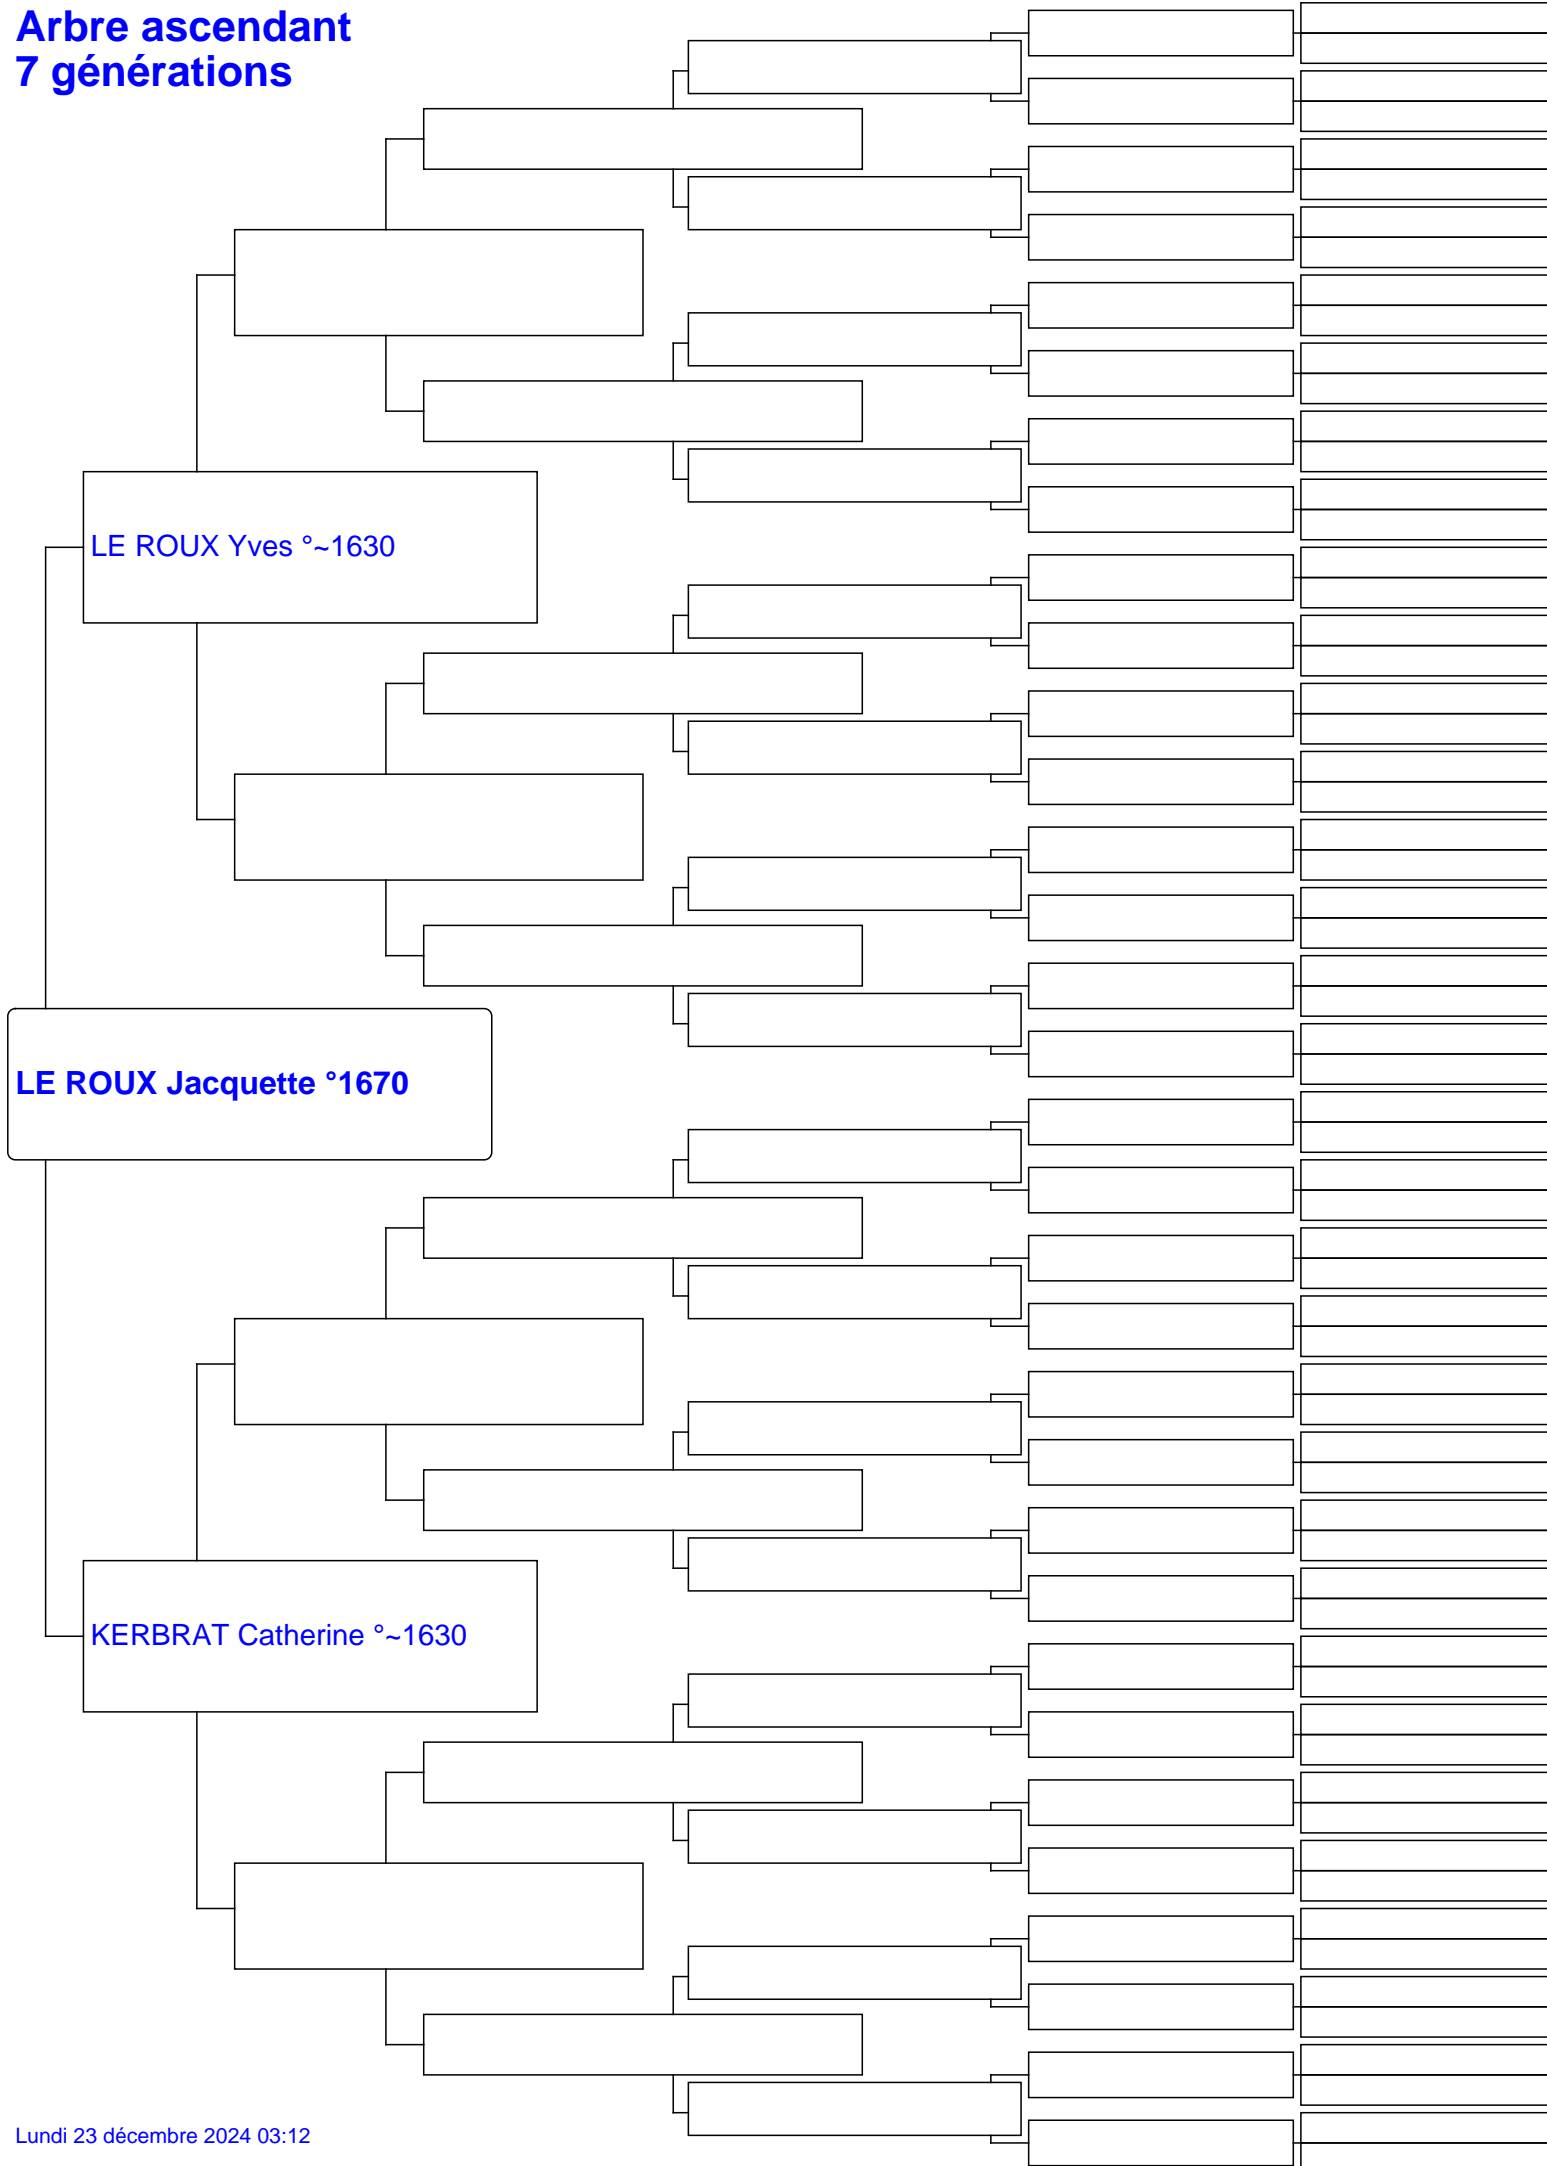 Arbre ascendant
7 générations
LE ROUX Yves °~1630
LE ROUX Jacquette °1670
KERBRAT Catherine °~1630
Lundi 23 décembre 2024 03:12